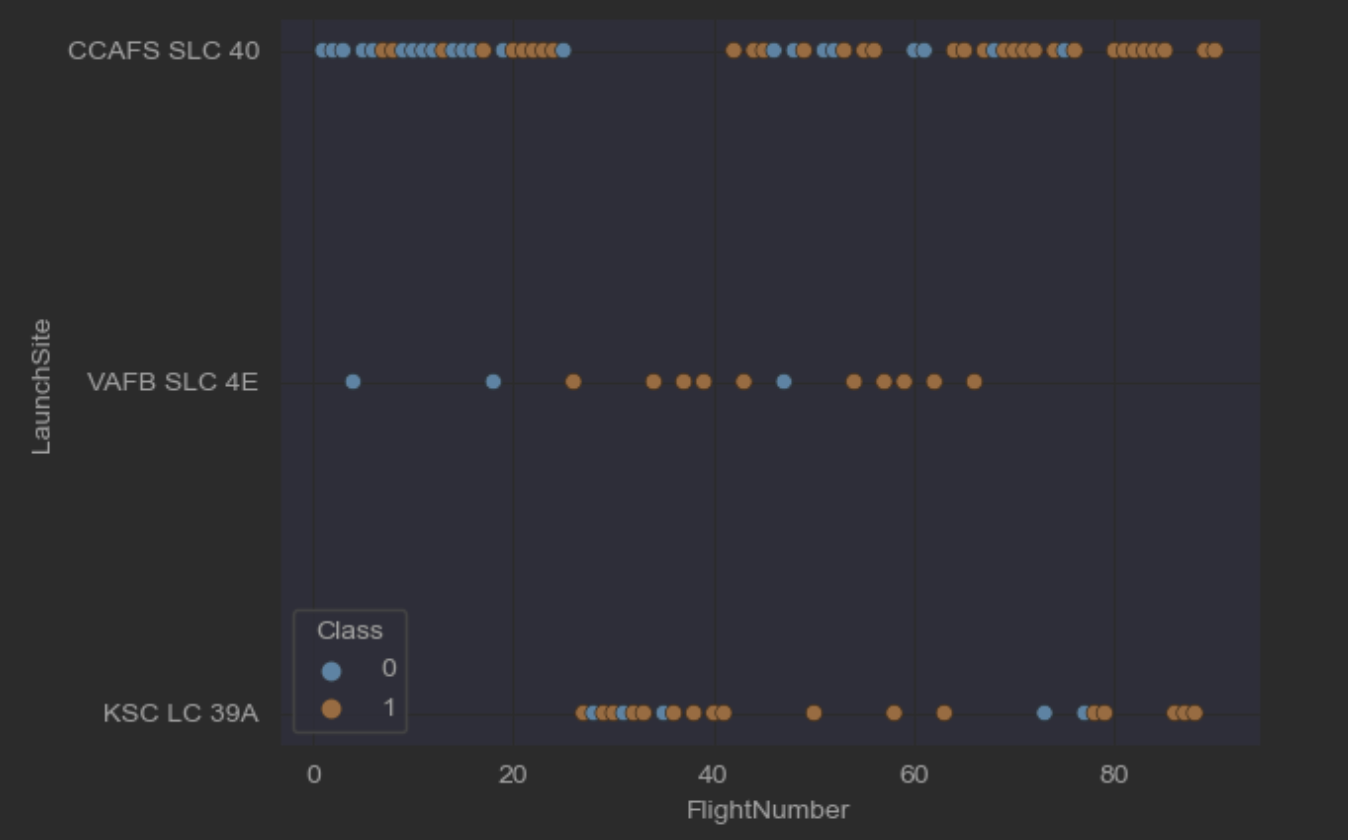 CCAFS SLC 40
VAFB SLC 4E
KSC LC 39A
LaunchSite
Class
0
1
0 20 40 60 80
FlightNumber